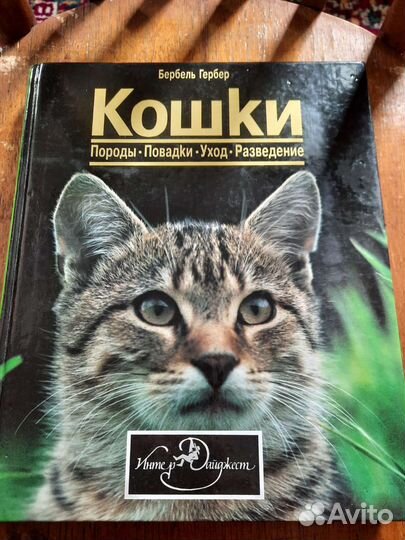 Бербель Гербер
Кошки
Породы • Повадки • Уход • Разведение
Интер Дайджест
Avito